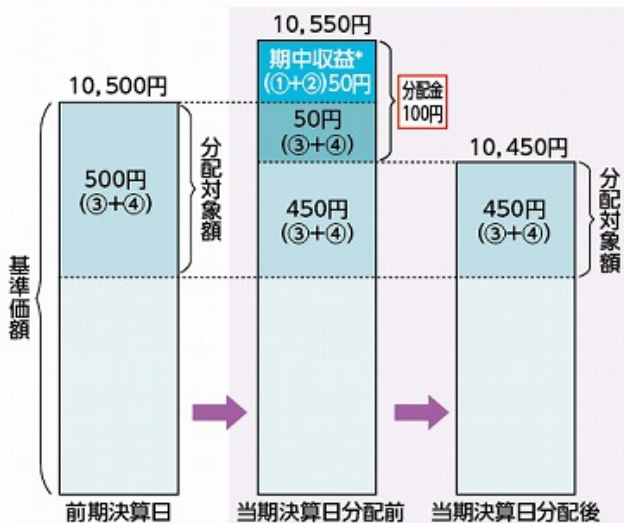 10,550円
期中収益*
(①+②)50円
分配金
100円
10,500円
50円
(③+④)
10,450円
500円
(③+④)
分配対象額
450円
(③+④)
450円
(③+④)
分配対象額
基準価額
前期決算日
当期決算日分配前
当期決算日分配後